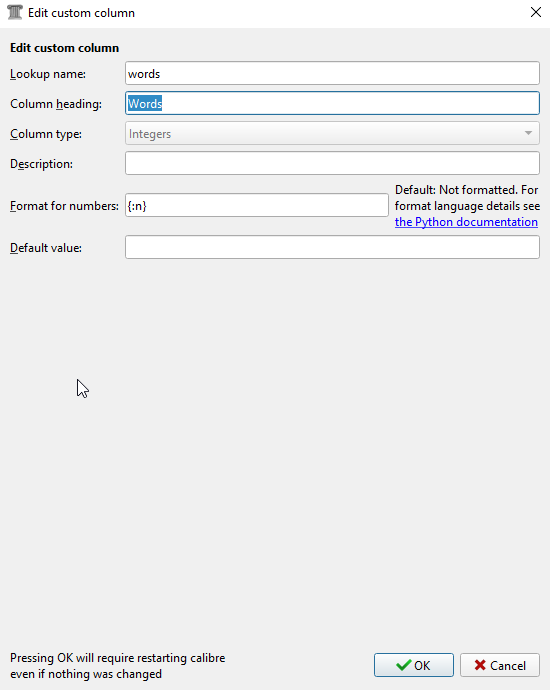 Edit custom column
Edit custom column
Lookup name:
words
Column heading:
Words
Column type:
Integers
Description:
Format for numbers:
{:n}
Default: Not formatted. For
format language details see
the Python documentation
Default value:
Pressing OK will require restarting calibre
even if nothing was changed
OK
Cancel